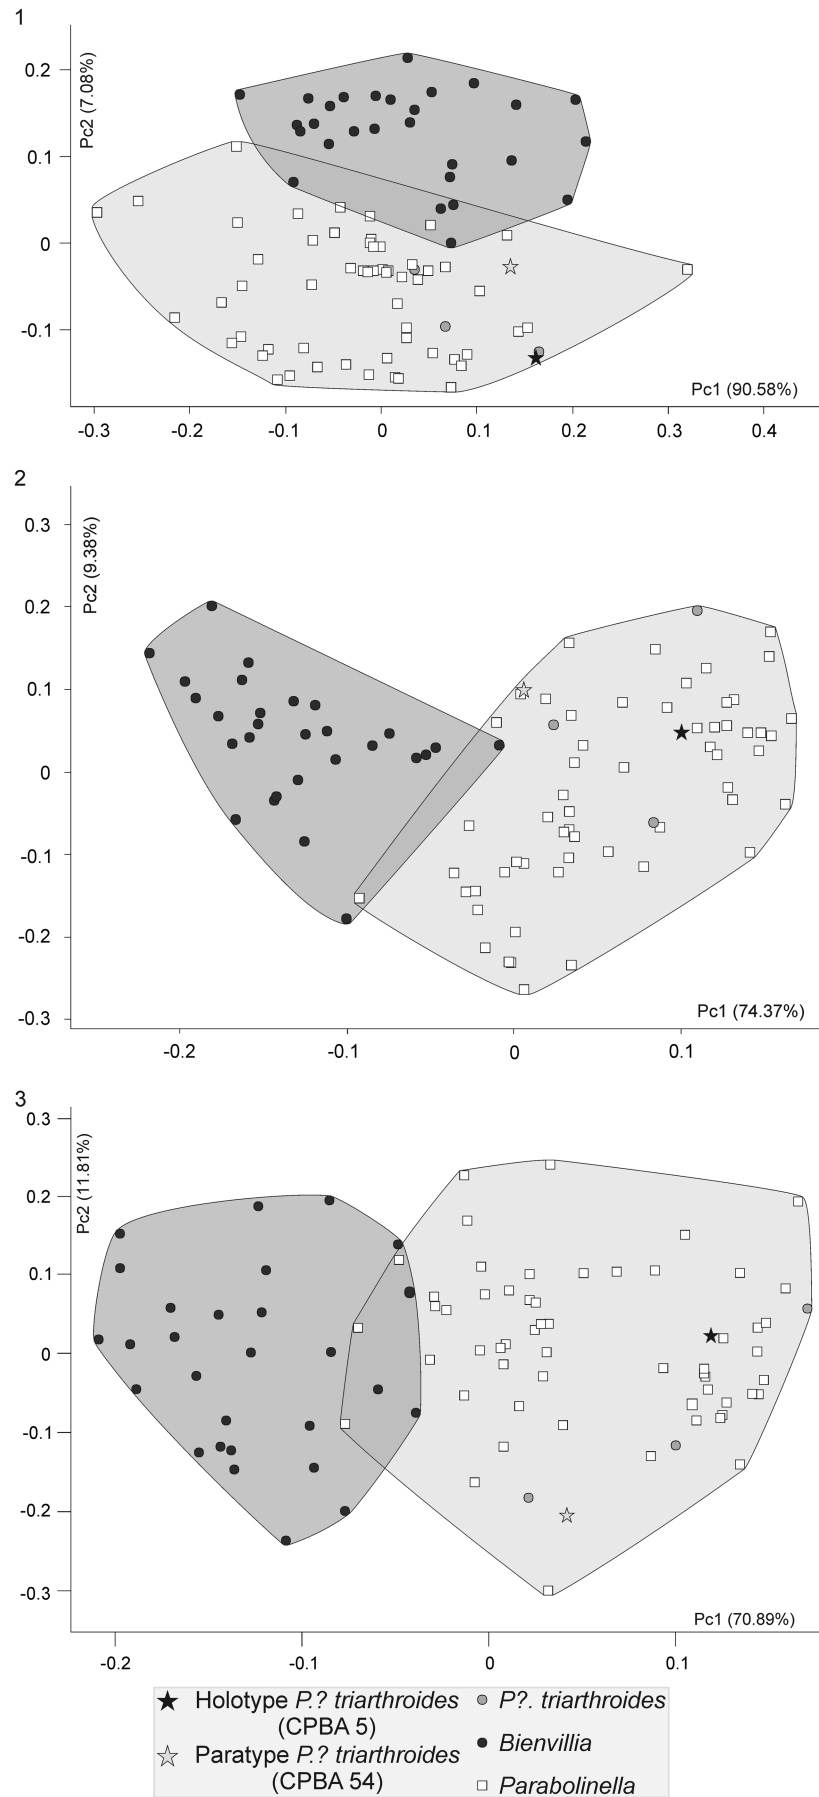 1
Pc2 (7.08%)
0.2
0.1
0
-0.1
Pc1 (90.58%)
-0.3 -0.2 -0.1 0 0.1 0.2 0.3 0.4
2
Pc2 (9.38%)
0.3
0.2
0.1
0
-0.1
-0.2
-0.3
Pc1 (74.37%)
-0.2 -0.1 0 0.1
3
Pc2 (11.81%)
0.3
0.2
0.1
0
-0.1
-0.2
-0.3
Pc1 (70.89%)
-0.2 -0.1 0 0.1
Holotype P.? triarthroides
(CPBA 5)
Paratype P.? triarthroides
(CPBA 54)
P?. triarthroides
Bienvillia
Parabolinella